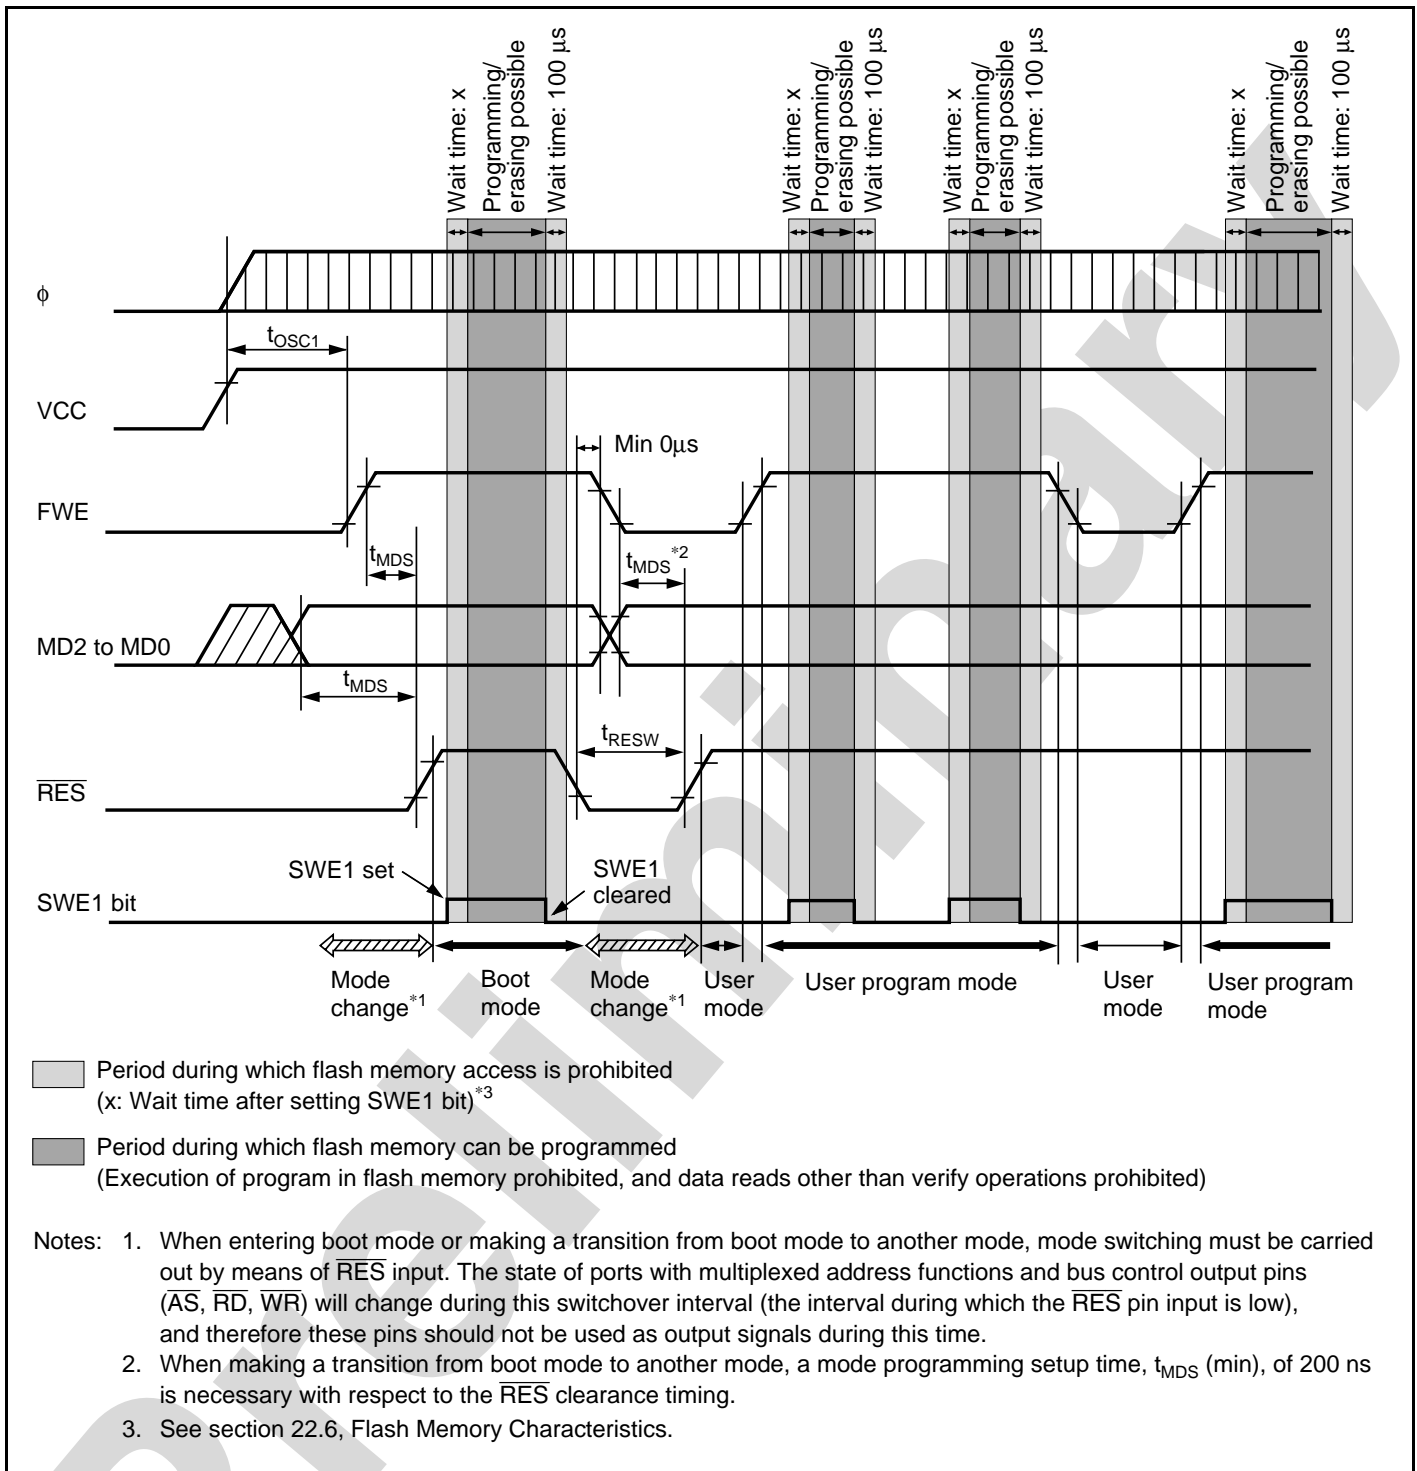 Wait time: x
Programming/
erasing possible
Wait time: 100 μs
Wait time: x
Programming/
erasing possible
Wait time: 100 μs
Wait time: x
Programming/
erasing possible
Wait time: 100 μs
Wait time: x
Programming/
erasing possible
Wait time: 100 μs
ϕ
tOSC1
VCC
Min 0μs
FWE
tMDS
tMDS*2
MD2 to MD0
tMDS
tRESW
RES
SWE1 set
SWE1
cleared
SWE1 bit
Mode
change*1
Boot
mode
Mode
change*1
User
mode
User program mode
User
mode
User program
mode
Period during which flash memory access is prohibited
(x: Wait time after setting SWE1 bit)*3
Period during which flash memory can be programmed
(Execution of program in flash memory prohibited, and data reads other than verify operations prohibited)
Notes: 1. When entering boot mode or making a transition from boot mode to another mode, mode switching must be carried
out by means of RES input. The state of ports with multiplexed address functions and bus control output pins
(AS, RD, WR) will change during this switchover interval (the interval during which the RES pin input is low),
and therefore these pins should not be used as output signals during this time.
2. When making a transition from boot mode to another mode, a mode programming setup time, tMDS (min), of 200 ns
is necessary with respect to the RES clearance timing.
3. See section 22.6, Flash Memory Characteristics.
Preliminary